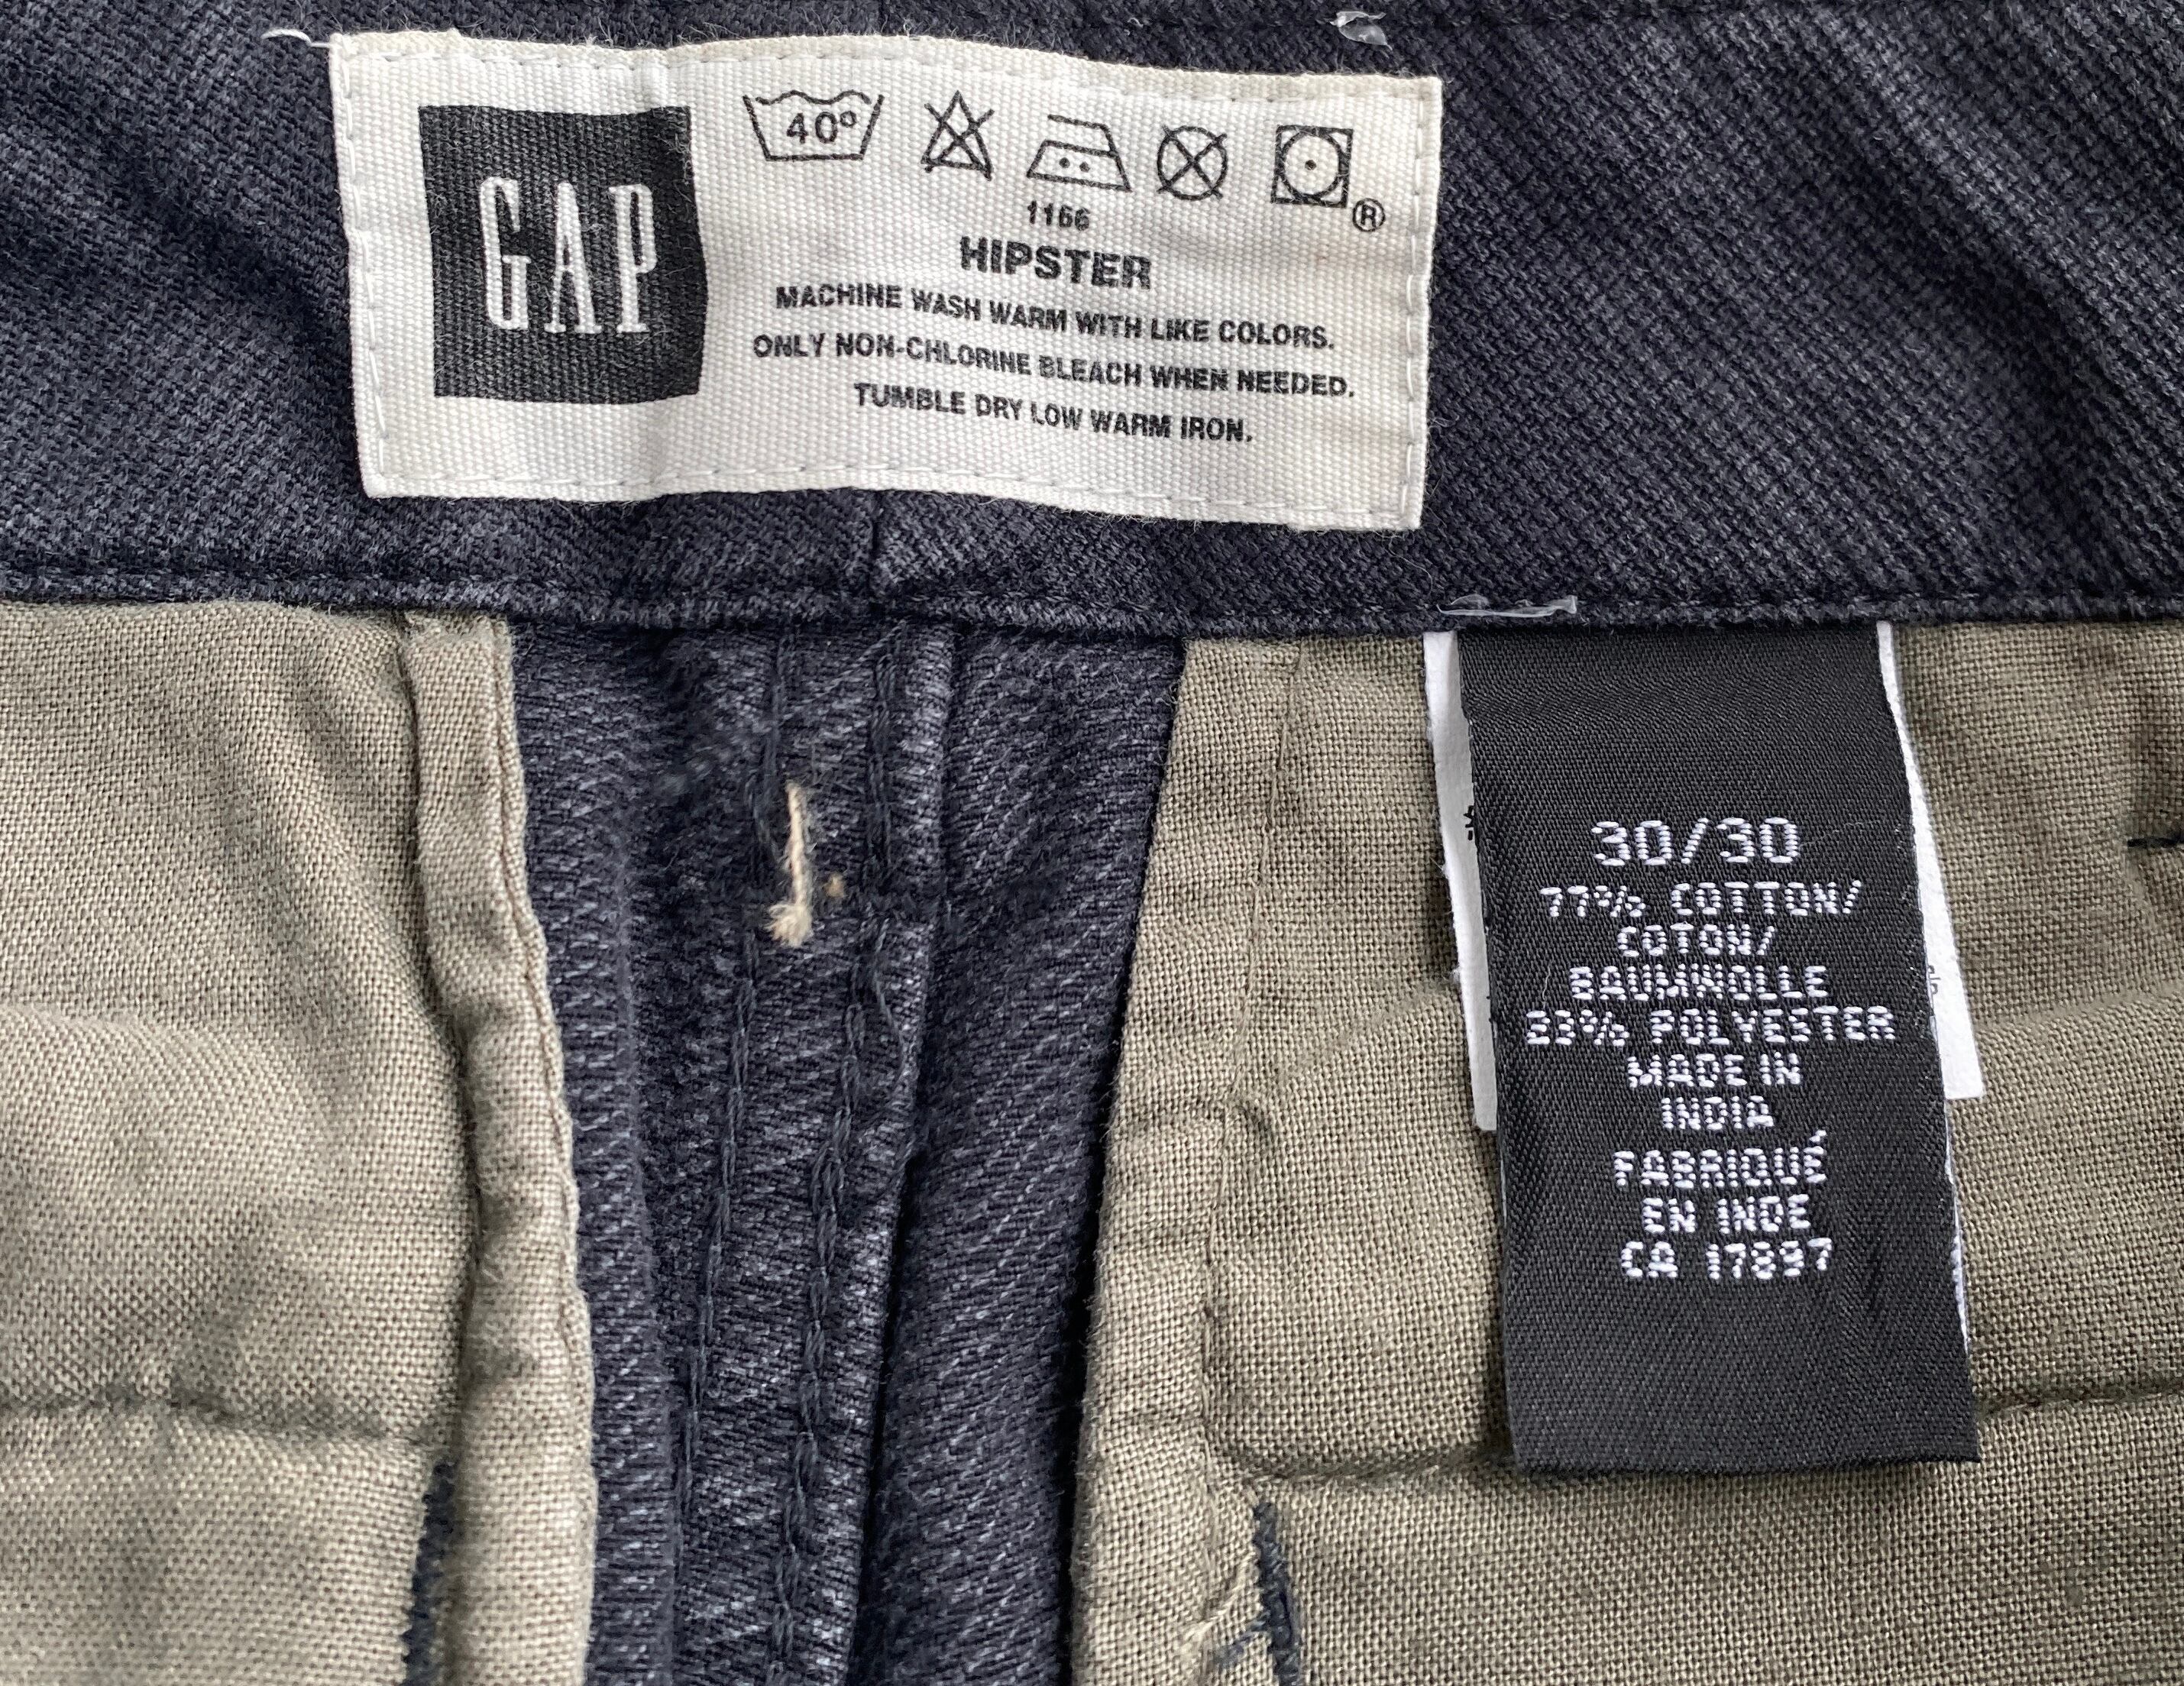 GAP
40°
®
1166
HIPSTER
MACHINE WASH WARM WITH LIKE COLORS.
ONLY NON-CHLORINE BLEACH WHEN NEEDED.
TUMBLE DRY LOW WARM IRON.
30/30
77% COTTON/
COTON/
BAUMWOLLE
23% POLYESTER
MADE IN
INDIA
FABRIQUÉ
EN INDE
CA 17897